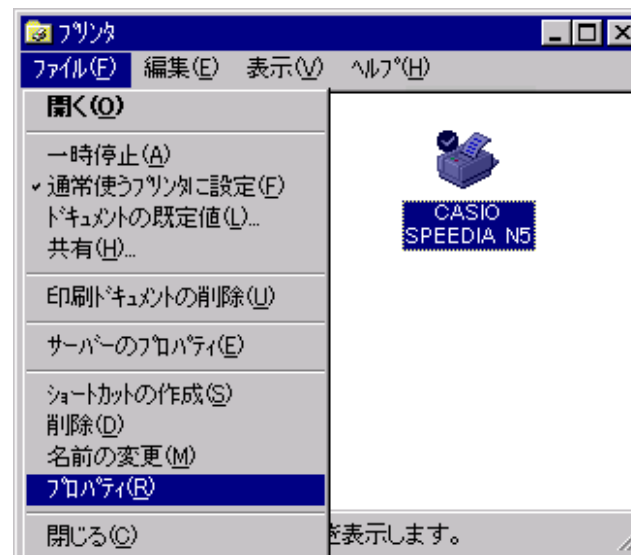 プリンタ
ファイル(F) 編集(E) 表示(V) ヘルプ(H)
開く(O)
一時停止(A)
通常使うプリンタに設定(F)
ドキュメントの既定値(L)...
共有(H)...
印刷ドキュメントの削除(U)
サーバーのプロパティ(E)
ショートカットの作成(S)
削除(D)
名前の変更(M)
プロパティ(R)
閉じる(C)
CASIO
SPEEDIA N5
を表示します。